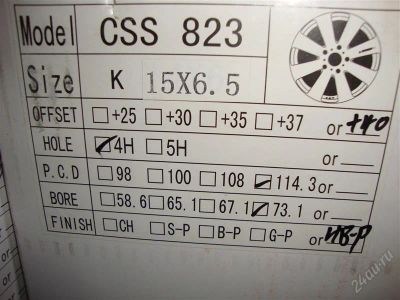 Model CSS 823
Size K 15X6.5
OFFSET +25 +30 +35 +37 or +40
HOLE 4H 5H or
P.C.D 98 100 108 114.3 or
BORE 58.6 65.1 67.1 73.1 or
FINISH CH S-P B-P G-P or HB-P
24au.ru